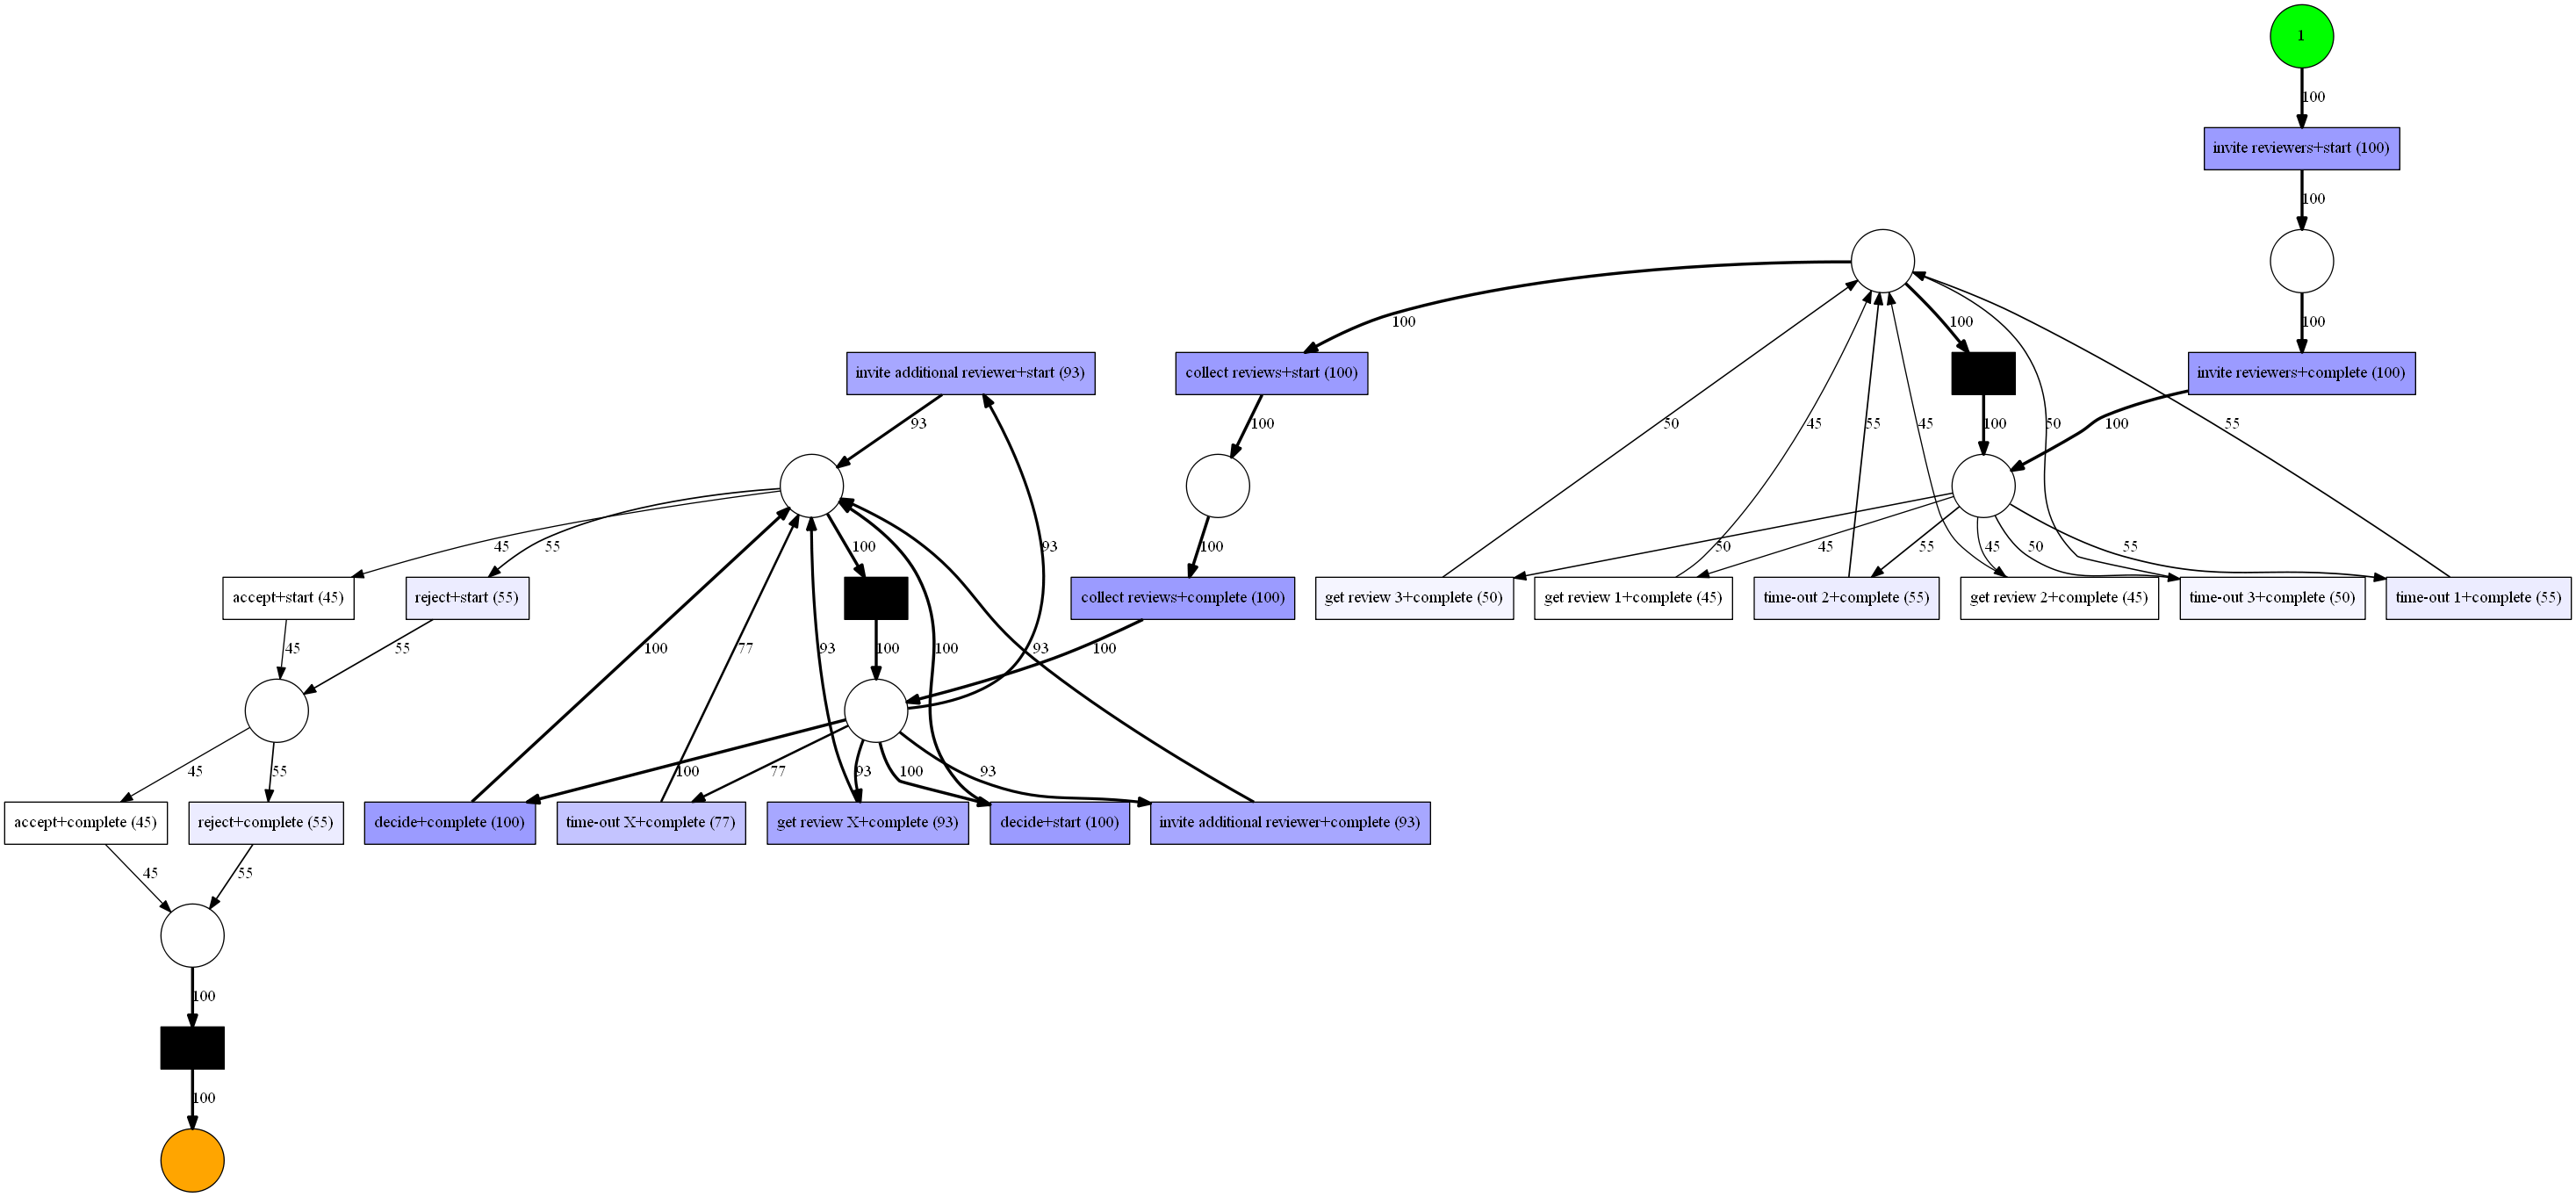 1
100
invite reviewers+start (100)
100
100
100
100
invite additional reviewer+start (93)
collect reviews+start (100)
invite reviewers+complete (100)
93
100
50
45
55
45
100
50
100
55
45
55
100
93
100
50
45
55
45
50
55
accept+start (45)
reject+start (55)
collect reviews+complete (100)
get review 3+complete (50)
get review 1+complete (45)
time-out 2+complete (55)
get review 2+complete (45)
time-out 3+complete (50)
time-out 1+complete (55)
45
55
100
77
93
100
100
93
100
45
55
100
77
93
100
93
accept+complete (45)
reject+complete (55)
decide+complete (100)
time-out X+complete (77)
get review X+complete (93)
decide+start (100)
invite additional reviewer+complete (93)
45
55
100
100